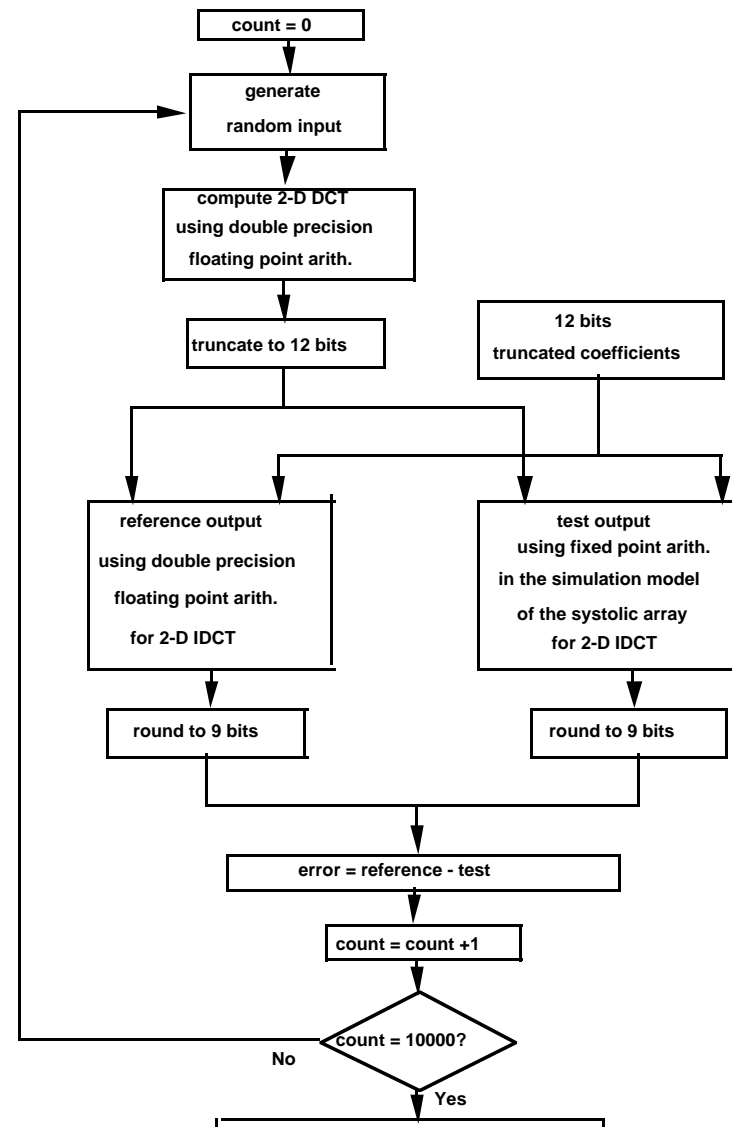 count = 0
generate
random input
compute 2-D DCT
using double precision
floating point arith.
truncate to 12 bits
12 bits
truncated coefficients
reference output
using double precision
floating point arith.
for 2-D IDCT
test output
using fixed point arith.
in the simulation model
of the systolic array
for 2-D IDCT
round to 9 bits
round to 9 bits
error = reference - test
count = count +1
count = 10000?
No
Yes